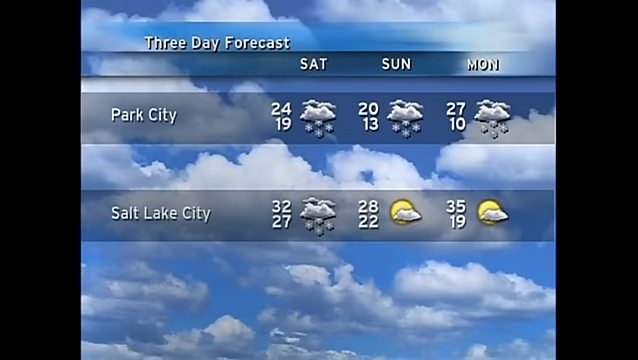 Three Day Forecast
SAT SUN MON
Park City 24 19 20 13 27 10
Salt Lake City 32 27 28 22 35 19